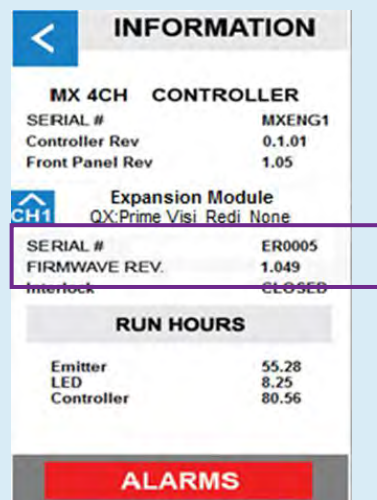 < INFORMATION
MX 4CH CONTROLLER
SERIAL # MXENG1
Controller Rev 0.1.01
Front Panel Rev 1.05
CH1 Expansion Module
QX:Prime Visi Redi None
SERIAL # ER0005
FIRMWAVE REV. 1.049
Interlock CLOSED
RUN HOURS
Emitter 55.28
LED 8.25
Controller 80.56
ALARMS